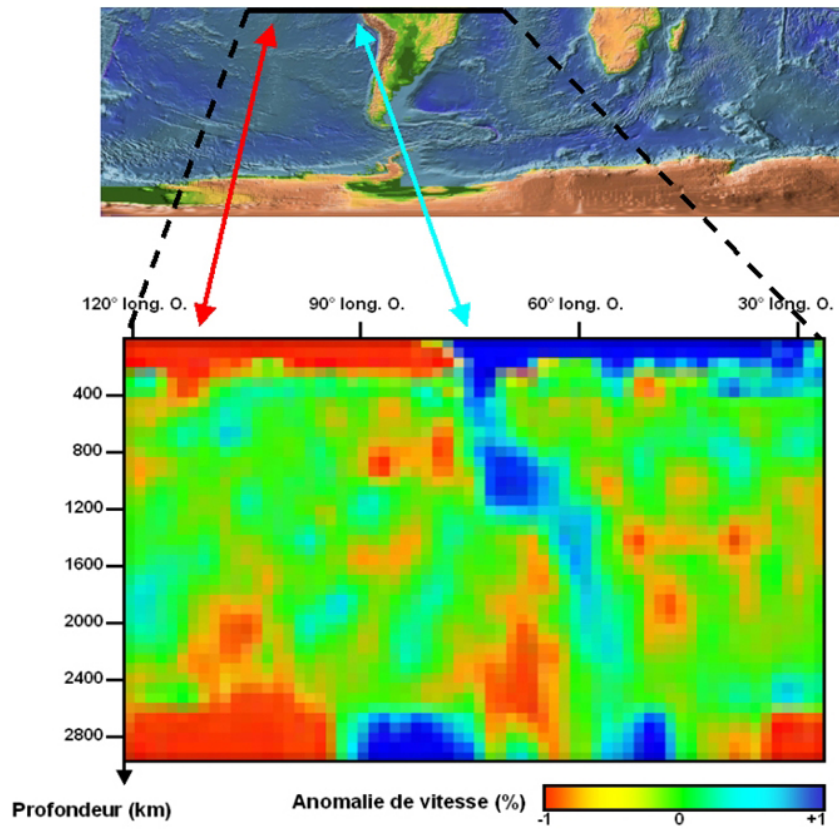 120° long. O. 90° long. O. 60° long. O. 30° long. O.
400
800
1200
1600
2000
2400
2800
Profondeur (km)
Anomalie de vitesse (%)
-1 0 +1